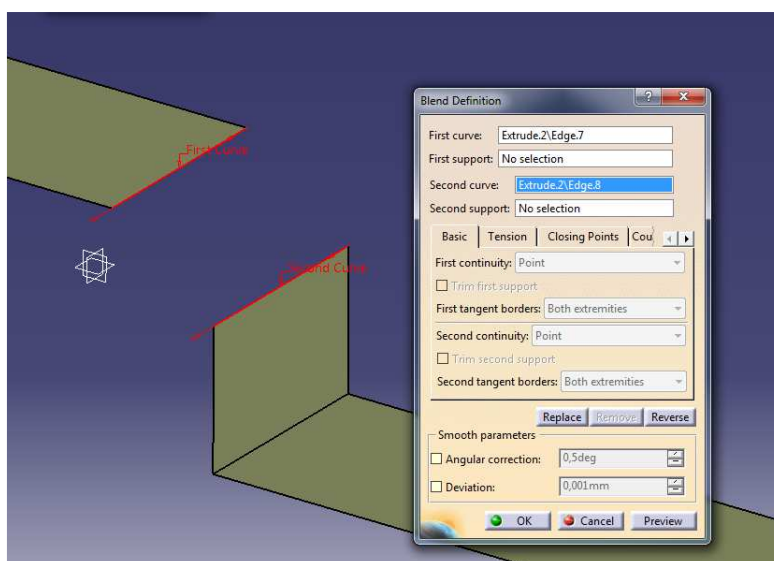 Blend Definition
First curve: Extrude.2\Edge.7
First support: No selection
Second curve: Extrude.2\Edge.8
Second support: No selection
Basic Tension Closing Points Cou
First continuity: Point
Trim first support
First tangent borders: Both extremities
Second continuity: Point
Trim second support
Second tangent borders: Both extremities
Replace Remove Reverse
Smooth parameters
Angular correction: 0,5deg
Deviation: 0,001mm
OK Cancel Preview
First Curve
Second Curve